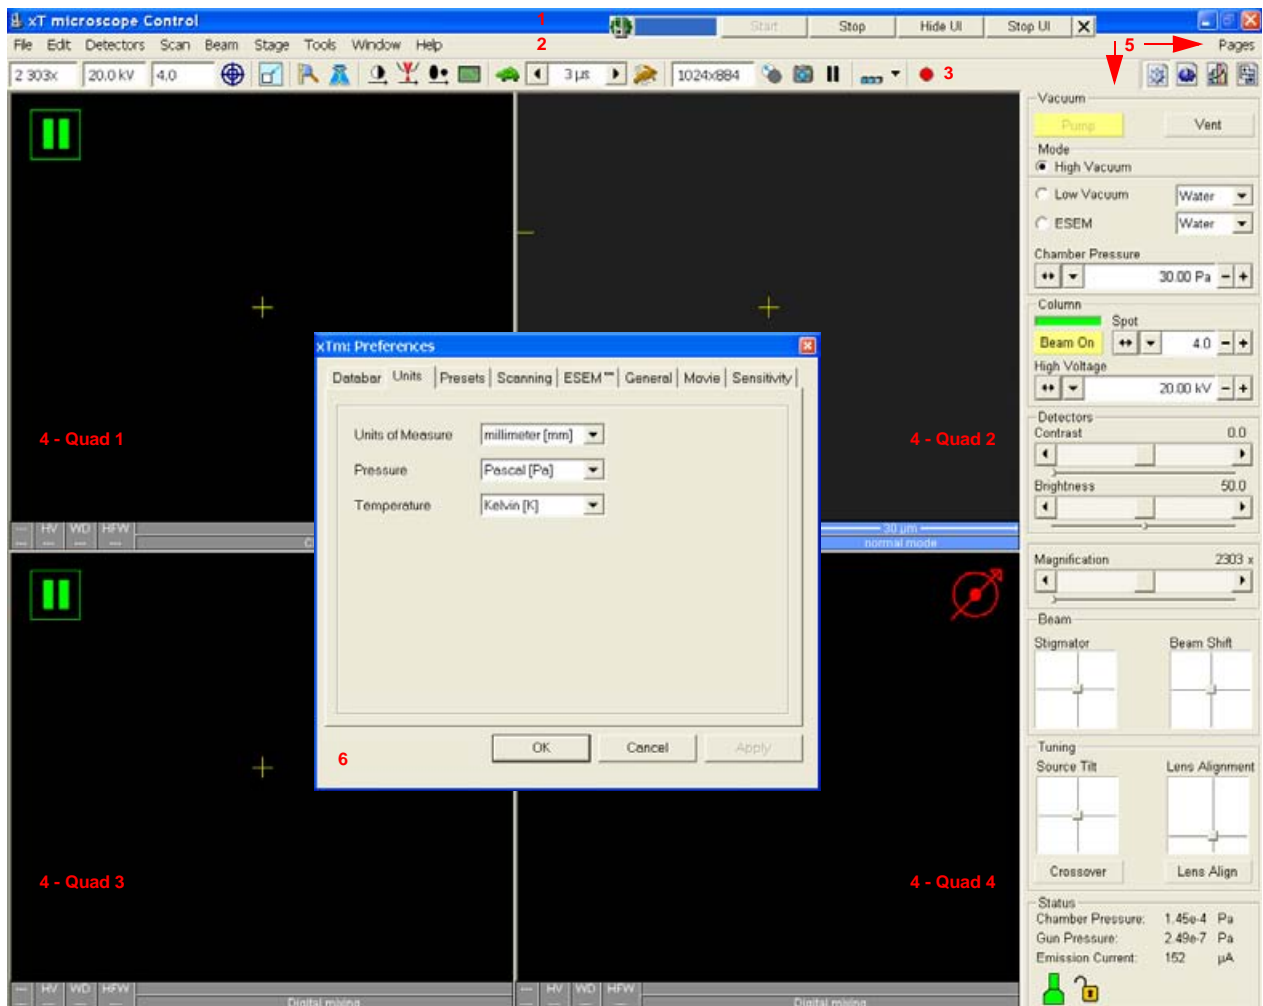 xT microscope Control 1 Start Stop Hide UI Stop UI X
File Edit Detectors Scan Beam Stage Tools Window Help 2 5 Pages
2 303x 20.0 kV 4.0 3 µs 1024x884 3
Vacuum
Pump Vent
Mode
High Vacuum
Low Vacuum Water
ESEM Water
Chamber Pressure
30.00 Pa - +
Column
Spot
Beam On 4.0 - +
High Voltage
20.00 kV - +
Detectors
Contrast 0.0
Brightness 50.0
Magnification 2303 x
Beam
Stigmator Beam Shift
Tuning
Source Tilt Lens Alignment
Crossover Lens Align
Status
Chamber Pressure: 1.45e-4 Pa
Gun Pressure: 2.49e-7 Pa
Emission Current: 152 µA
4 - Quad 1
4 - Quad 2
xTm: Preferences
Databar Units Presets Scanning ESEM™ General Movie Sensitivity
Units of Measure millimeter [mm]
Pressure Pascal [Pa]
Temperature Kelvin [K]
OK Cancel Apply
6
--- HV WD HFW
--- --- ---
30 µm
normal mode
4 - Quad 3
4 - Quad 4
--- HV WD HFW
--- --- --- Digital mixing
--- HV WD HFW
--- --- --- Digital mixing